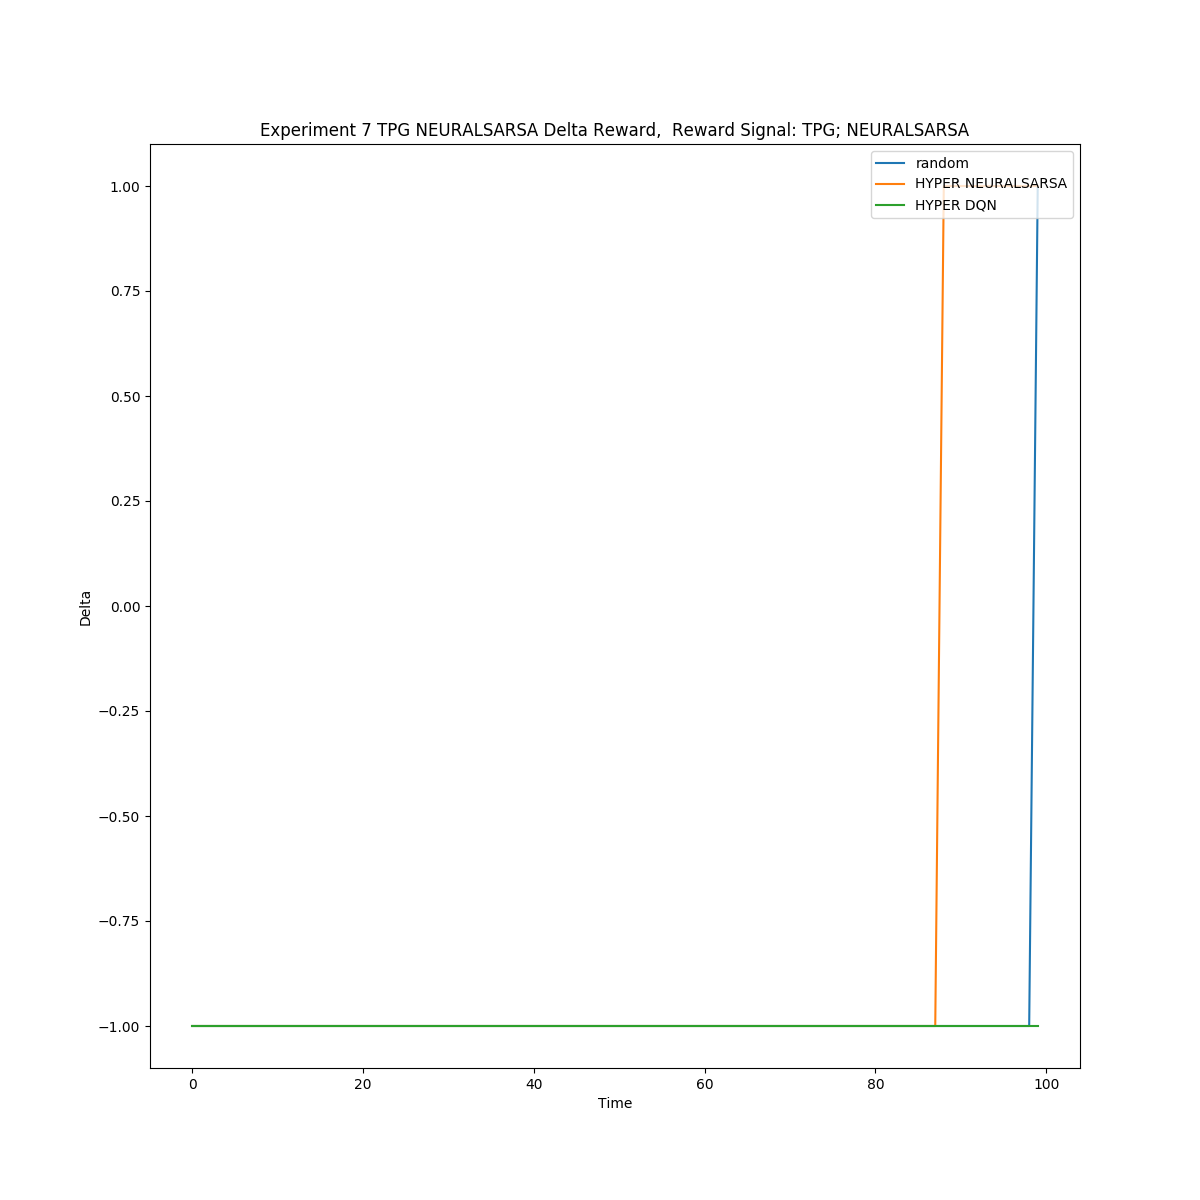 Experiment 7 TPG NEURALSARSA Delta Reward,  Reward Signal: TPG; NEURALSARSA
random
HYPER NEURALSARSA
HYPER DQN
1.00
0.75
0.50
0.25
0.00
−0.25
−0.50
−0.75
−1.00
Delta
0 20 40 60 80 100
Time